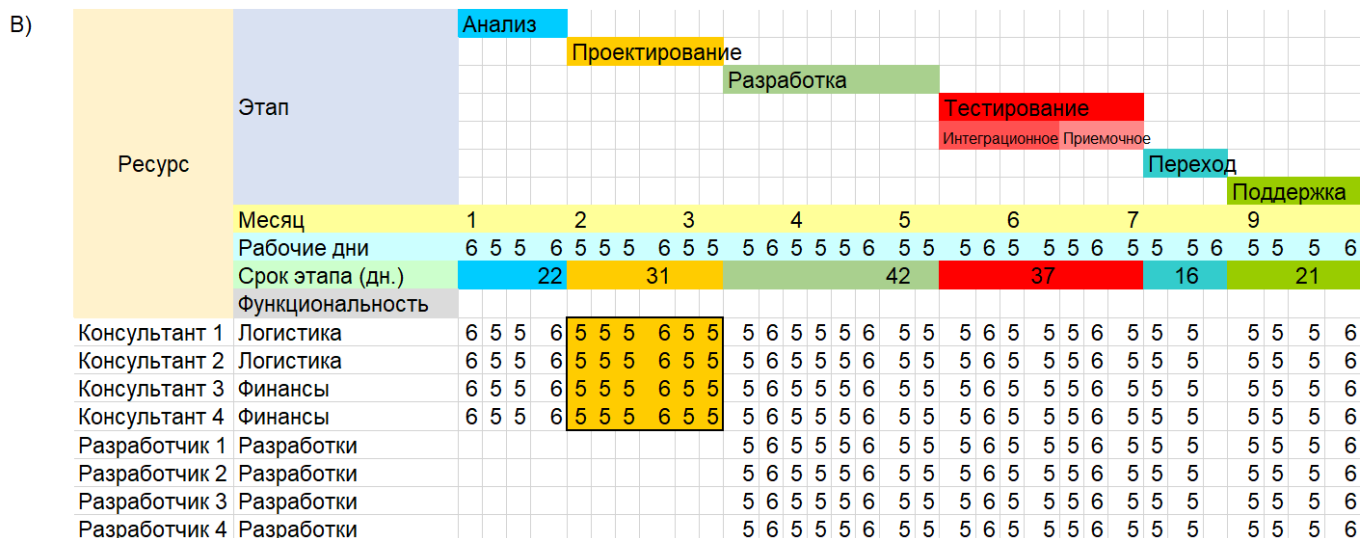 В)
Анализ
Проектирование
Разработка
Тестирование
Интеграционное Приемочное
Переход
Поддержка
Ресурс
Этап
Месяц 1 2 3 4 5 6 7 9
Рабочие дни 6 5 5 6 5 5 5 6 5 5 5 6 5 5 5 6 5 5 5 6 5 5 5 6 5 5 5 6 5 5 5 6
Срок этапа (дн.) 22 31 42 37 16 21
Функциональность
Консультант 1 Логистика 6 5 5 6 5 5 5 6 5 5 5 6 5 5 5 6 5 5 5 6 5 5 5 6 5 5 5 5 5 5 6
Консультант 2 Логистика 6 5 5 6 5 5 5 6 5 5 5 6 5 5 5 6 5 5 5 6 5 5 5 6 5 5 5 5 5 5 6
Консультант 3 Финансы 6 5 5 6 5 5 5 6 5 5 5 6 5 5 5 6 5 5 5 6 5 5 5 6 5 5 5 5 5 5 6
Консультант 4 Финансы 6 5 5 6 5 5 5 6 5 5 5 6 5 5 5 6 5 5 5 6 5 5 5 6 5 5 5 5 5 5 6
Разработчик 1 Разработки 5 6 5 5 5 6 5 5 5 6 5 5 5 6 5 5 5 5 5 5 6
Разработчик 2 Разработки 5 6 5 5 5 6 5 5 5 6 5 5 5 6 5 5 5 5 5 5 6
Разработчик 3 Разработки 5 6 5 5 5 6 5 5 5 6 5 5 5 6 5 5 5 5 5 5 6
Разработчик 4 Разработки 5 6 5 5 5 6 5 5 5 6 5 5 5 6 5 5 5 5 5 5 6